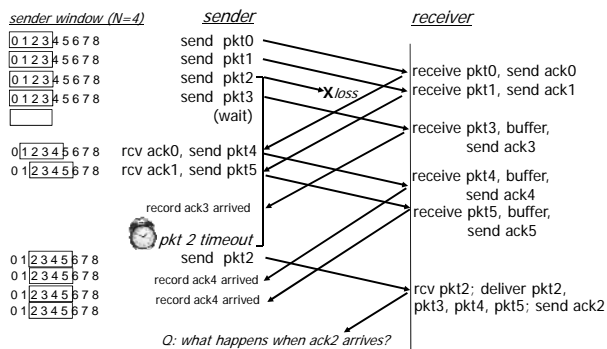 sender window (N=4)
sender
receiver
0 1 2 3 4 5 6 7 8
send pkt0
0 1 2 3 4 5 6 7 8
send pkt1
0 1 2 3 4 5 6 7 8
send pkt2
0 1 2 3 4 5 6 7 8
send pkt3
(wait)
X loss
receive pkt0, send ack0
receive pkt1, send ack1
receive pkt3, buffer,
send ack3
0 1 2 3 4 5 6 7 8
rcv ack0, send pkt4
0 1 2 3 4 5 6 7 8
rcv ack1, send pkt5
receive pkt4, buffer,
send ack4
record ack3 arrived
receive pkt5, buffer,
send ack5
pkt 2 timeout
0 1 2 3 4 5 6 7 8
send pkt2
0 1 2 3 4 5 6 7 8
record ack4 arrived
0 1 2 3 4 5 6 7 8
record ack4 arrived
0 1 2 3 4 5 6 7 8
rcv pkt2; deliver pkt2,
pkt3, pkt4, pkt5; send ack2
Q: what happens when ack2 arrives?